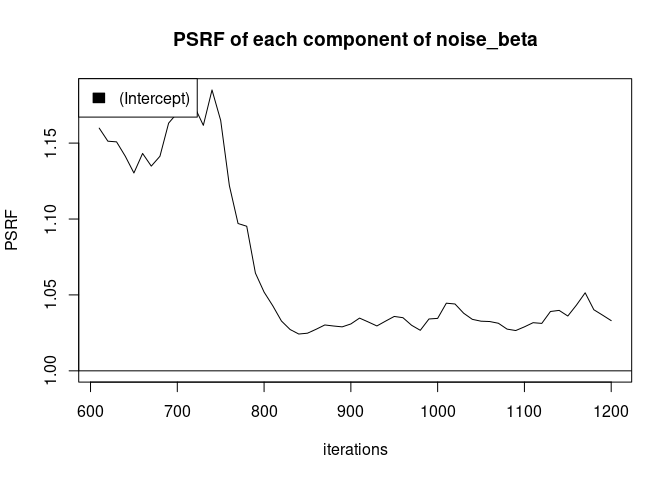 PSRF of each component of noise_beta
(Intercept)
PSRF
1.15
1.10
1.05
1.00
600 700 800 900 1000 1100 1200
iterations